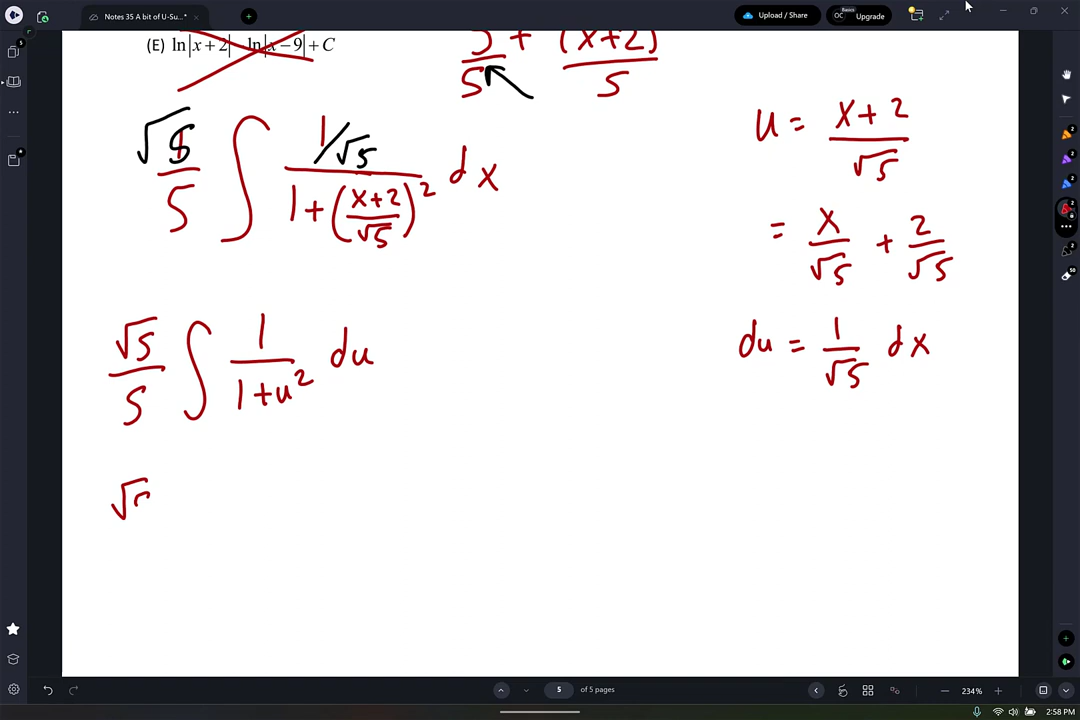 Notes 35 A bit of U-Su...*
Upload / Share
OC
Basics
Upgrade
(E) ln|x+2| ln|x−9| + C
5/5 + (x+2)/5
√5/5 ∫ (1/√5)/(1+((x+2)/√5)²) dx
u = (x+2)/√5
= x/√5 + 2/√5
√5/5 ∫ 1/(1+u²) du
du = 1/√5 dx
√
5 of 5 pages
234%
2:58 PM